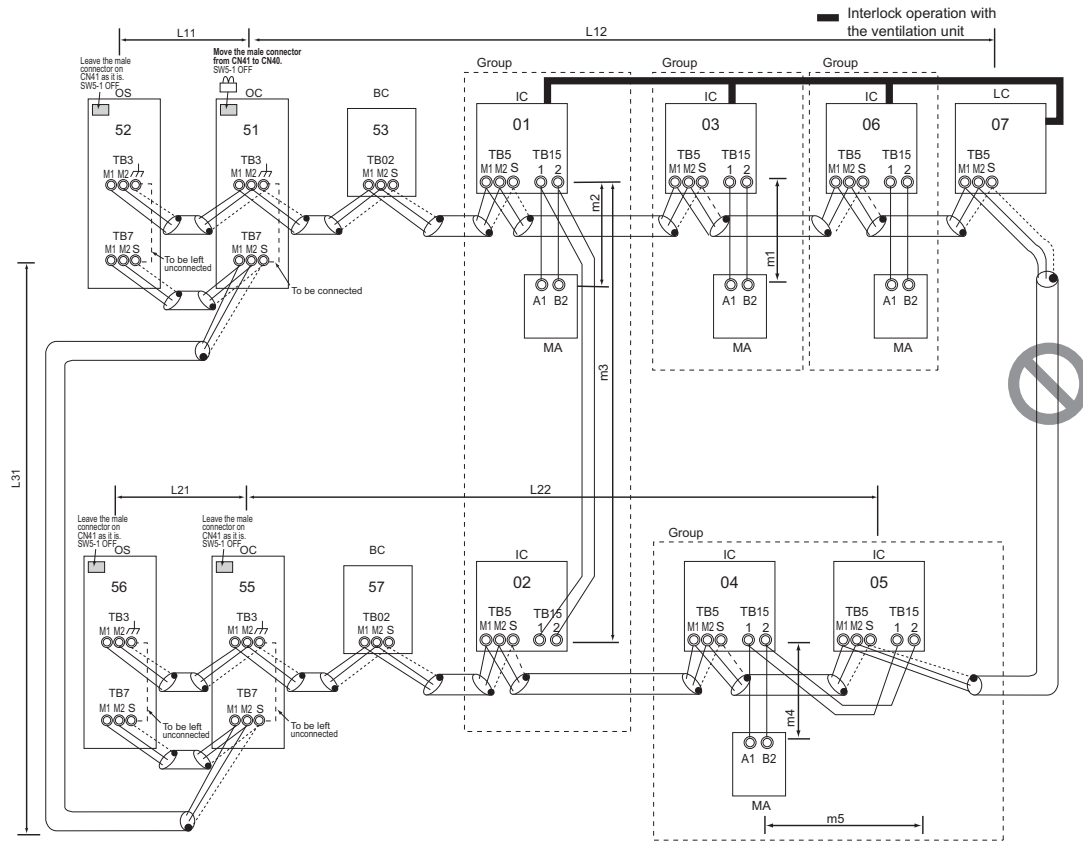 Interlock operation with
the ventilation unit
L11
L12
Leave the male
connector on
CN41 as it is.
SW5-1 OFF
Move the male connector
from CN41 to CN40.
SW5-1 OFF
Group
Group
Group
OS
OC
BC
IC
IC
IC
LC
52
51
53
01
03
06
07
TB3
TB3
TB02
TB5
TB15
TB5
TB15
TB5
TB15
TB5
M1 M2
M1 M2
M1 M2 S
M1 M2 S
1 2
M1 M2 S
1 2
M1 M2 S
1 2
M1 M2 S
m2
m1
TB7
M1 M2 S
To be left
unconnected
TB7
M1 M2 S
To be connected
A1 B2
MA
A1 B2
MA
A1 B2
MA
m3
L31
L21
L22
Leave the male
connector on
CN41 as it is.
SW5-1 OFF
Leave the male
connector on
CN41 as it is.
SW5-1 OFF
Group
OS
OC
BC
IC
IC
IC
56
55
57
02
04
05
TB3
TB3
TB02
TB5
TB15
TB5
TB15
TB5
TB15
M1 M2
M1 M2
M1 M2 S
M1 M2 S
1 2
M1 M2 S
1 2
M1 M2 S
1 2
TB7
M1 M2 S
To be left
unconnected
TB7
M1 M2 S
To be left
unconnected
m4
A1 B2
MA
m5